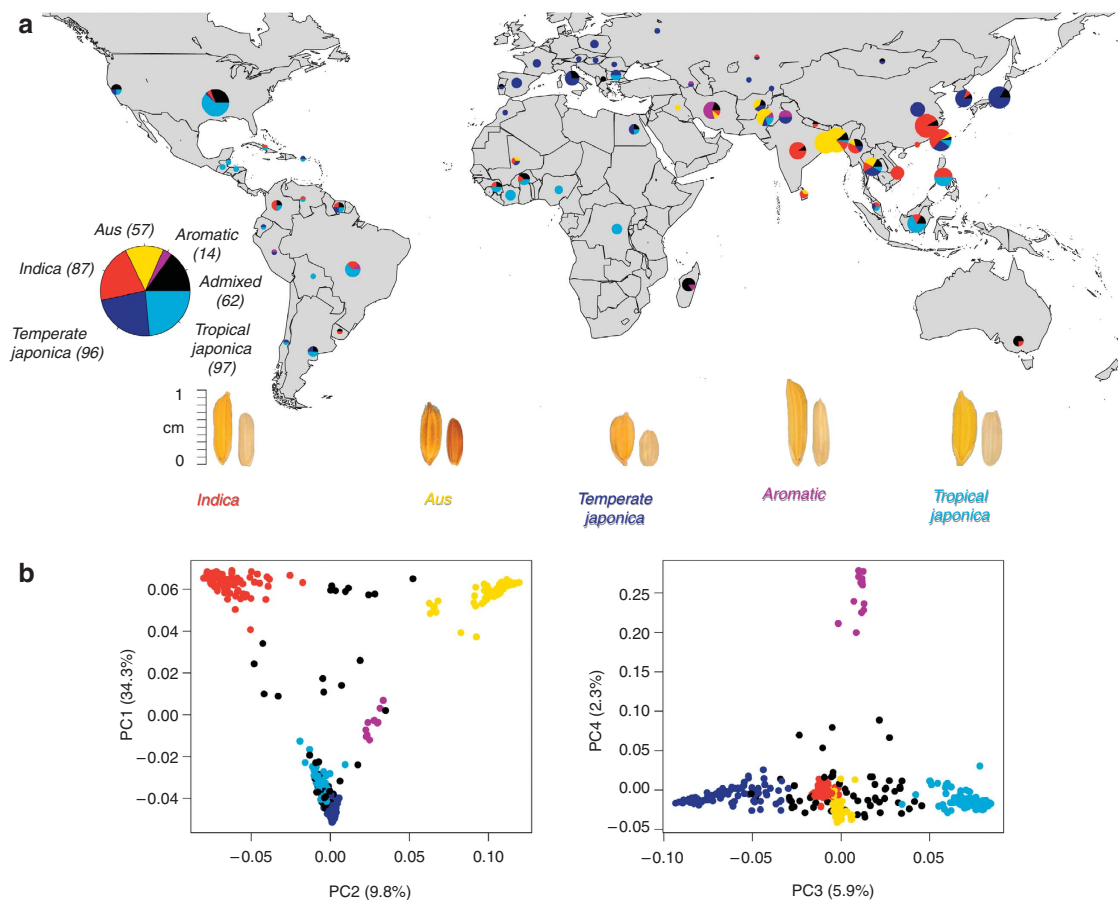 a
Aus (57)
Aromatic
(14)
Indica (87)
Admixed
(62)
Temperate
japonica (96)
Tropical
japonica
(97)
1
cm
0
Indica
Aus
Temperate
japonica
Aromatic
Tropical
japonica
b
PC1 (34.3%)
0.06
0.04
0.02
0.00
−0.02
−0.04
−0.05
0.00
0.05
0.10
PC2 (9.8%)
PC4 (2.3%)
0.25
0.20
0.15
0.10
0.05
0.00
−0.05
−0.10
−0.05
0.00
0.05
PC3 (5.9%)